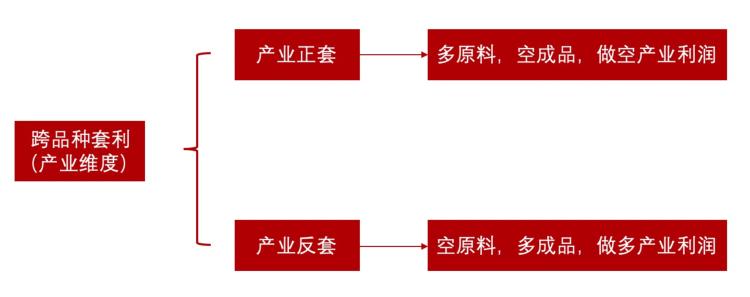 产业正套
多原料，空成品，做空产业利润
跨品种套利
(产业维度)
产业反套
空原料，多成品，做多产业利润